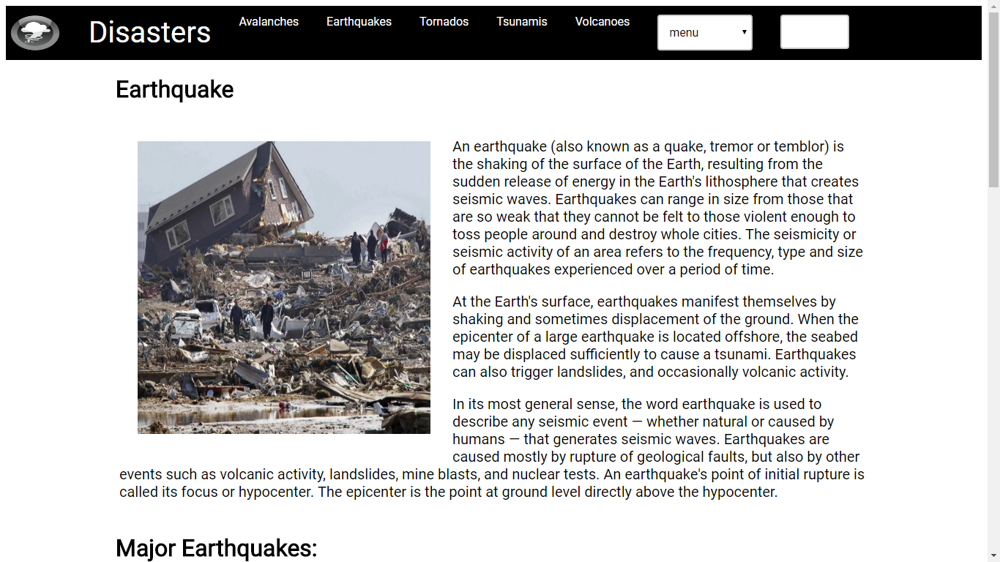 Disasters
Avalanches
Earthquakes
Tornados
Tsunamis
Volcanoes
menu
Earthquake
An earthquake (also known as a quake, tremor or temblor) is
the shaking of the surface of the Earth, resulting from the
sudden release of energy in the Earth's lithosphere that creates
seismic waves. Earthquakes can range in size from those that
are so weak that they cannot be felt to those violent enough to
toss people around and destroy whole cities. The seismicity or
seismic activity of an area refers to the frequency, type and size
of earthquakes experienced over a period of time.
At the Earth's surface, earthquakes manifest themselves by
shaking and sometimes displacement of the ground. When the
epicenter of a large earthquake is located offshore, the seabed
may be displaced sufficiently to cause a tsunami. Earthquakes
can also trigger landslides, and occasionally volcanic activity.
In its most general sense, the word earthquake is used to
describe any seismic event — whether natural or caused by
humans — that generates seismic waves. Earthquakes are
caused mostly by rupture of geological faults, but also by other
events such as volcanic activity, landslides, mine blasts, and nuclear tests. An earthquake's point of initial rupture is
called its focus or hypocenter. The epicenter is the point at ground level directly above the hypocenter.
Major Earthquakes: